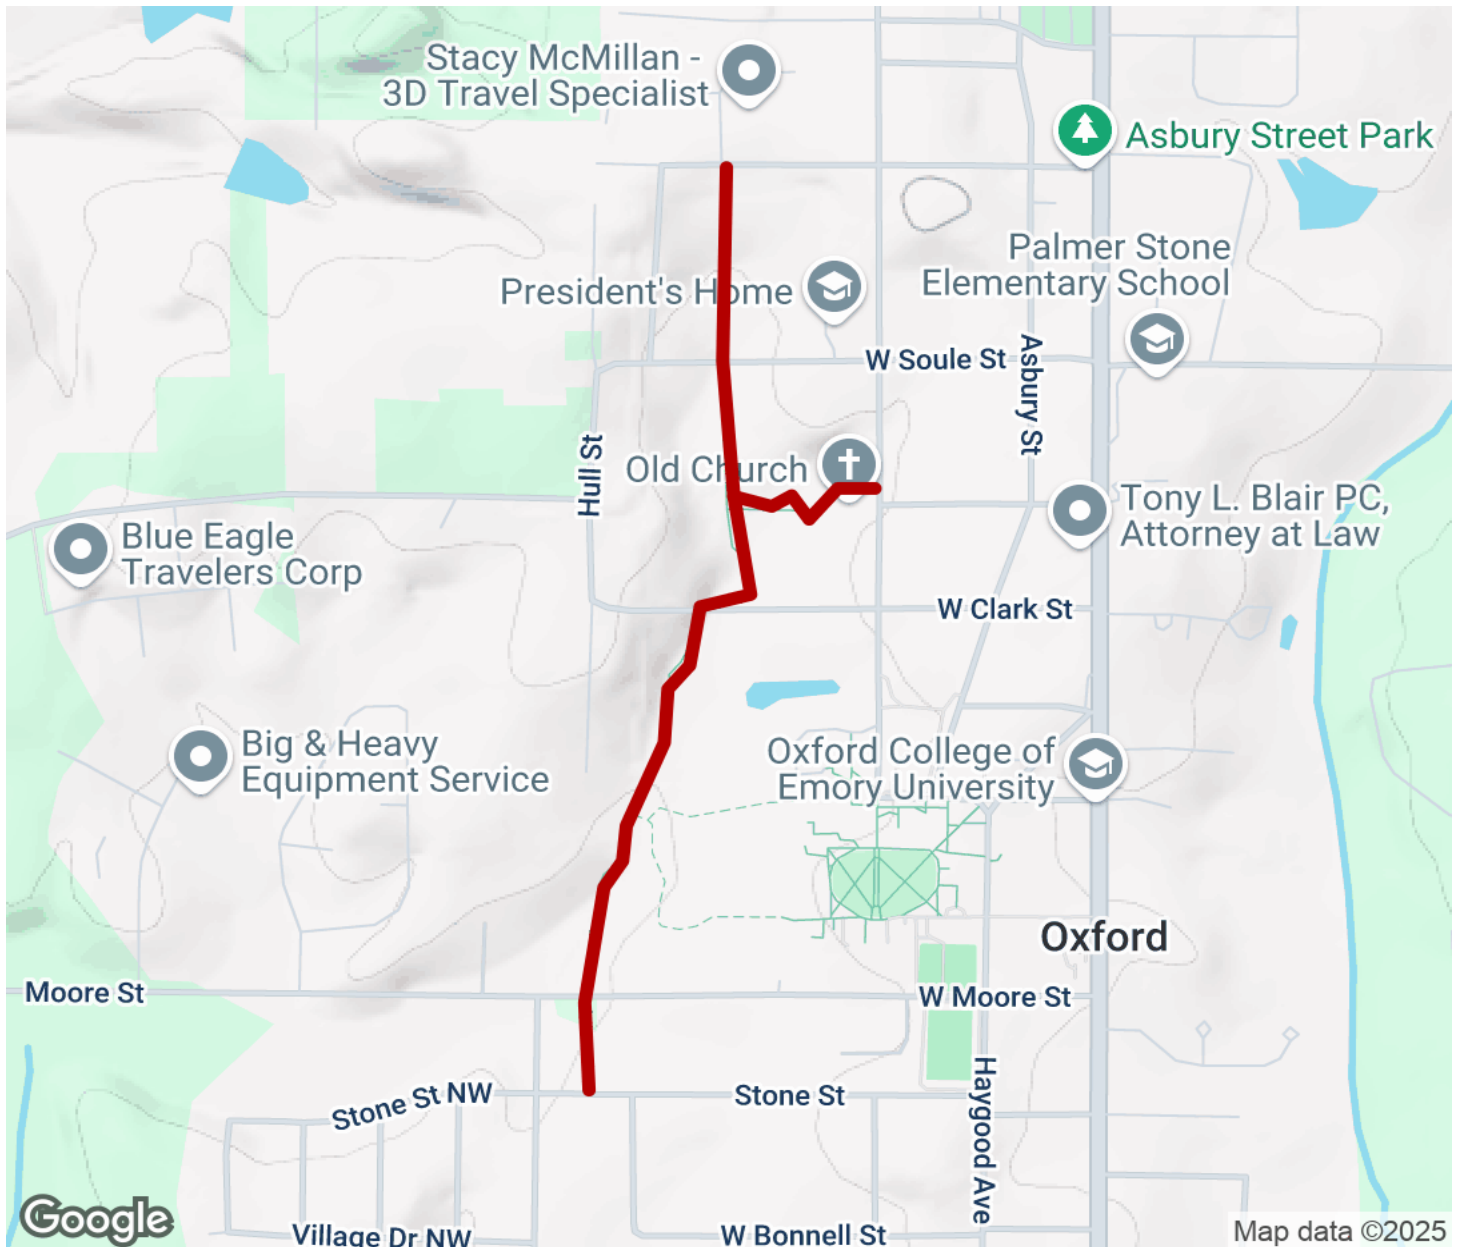 Stacy McMillan -
3D Travel Specialist
Asbury Street Park
Palmer Stone
Elementary School
President's Home
W Soule St
Asbury St
Hull St
Old Church
Tony L. Blair PC,
Attorney at Law
Blue Eagle
Travelers Corp
W Clark St
Big & Heavy
Equipment Service
Oxford College of
Emory University
Oxford
Moore St
W Moore St
Haygood Ave
Stone St NW
Stone St
Village Dr NW
W Bonnell St
Google
Map data ©2025